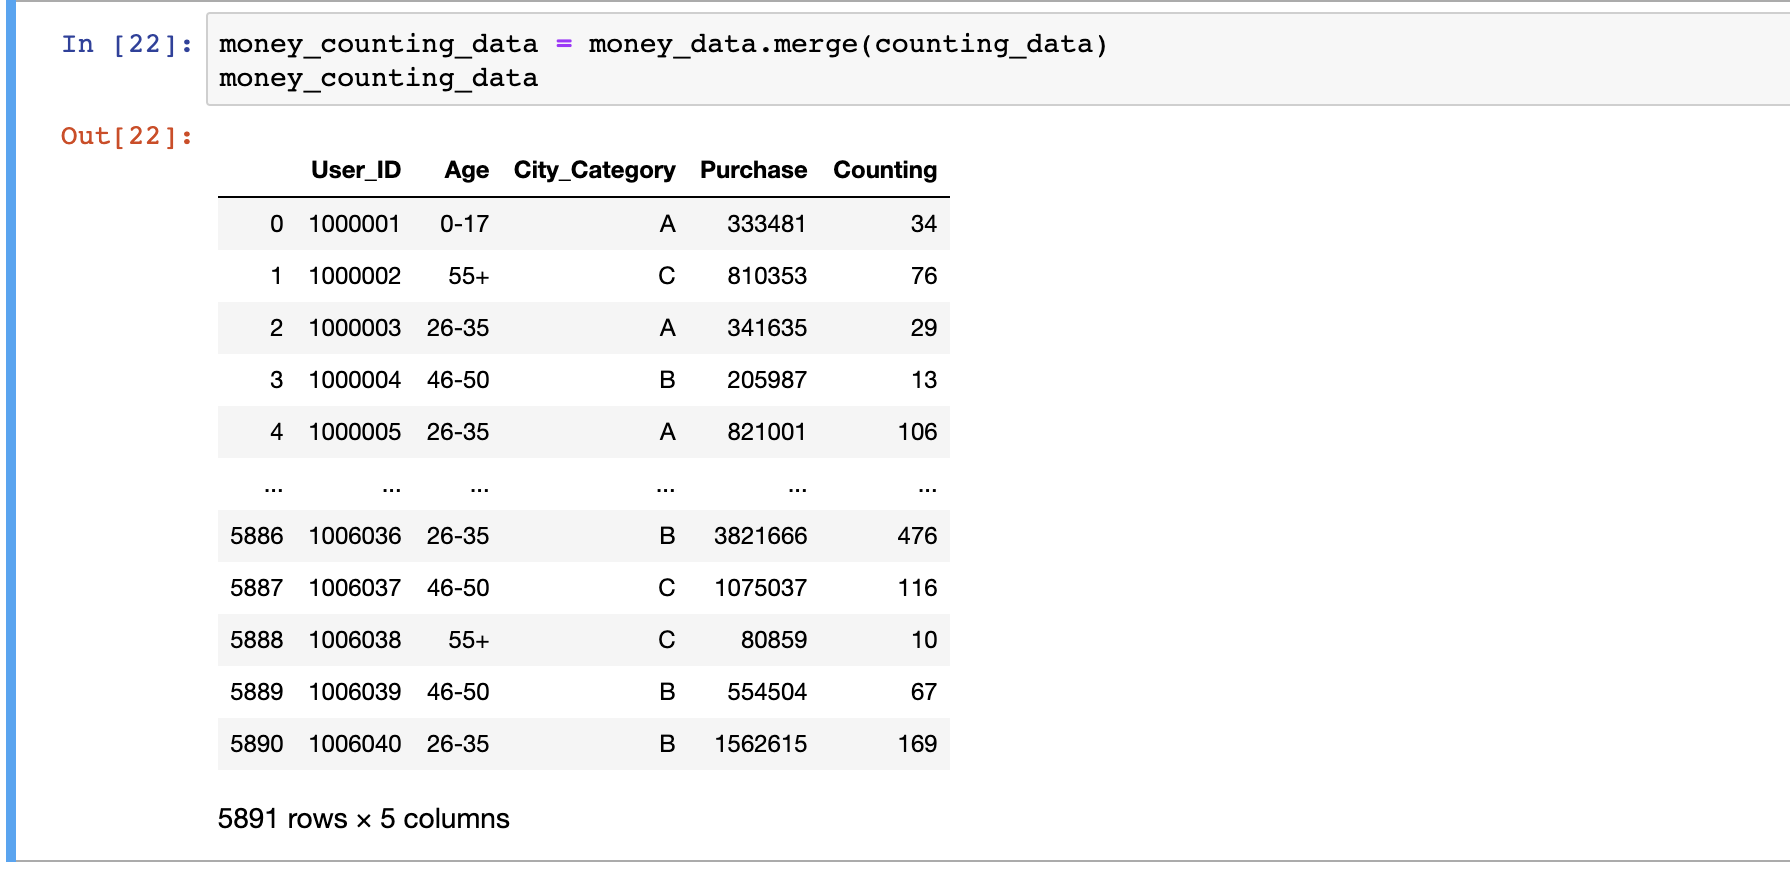 In [22]: money_counting_data = money_data.merge(counting_data)
money_counting_data
Out[22]:
User_ID Age City_Category Purchase Counting
0 1000001 0-17 A 333481 34
1 1000002 55+ C 810353 76
2 1000003 26-35 A 341635 29
3 1000004 46-50 B 205987 13
4 1000005 26-35 A 821001 106
... ... ... ... ... ...
5886 1006036 26-35 B 3821666 476
5887 1006037 46-50 C 1075037 116
5888 1006038 55+ C 80859 10
5889 1006039 46-50 B 554504 67
5890 1006040 26-35 B 1562615 169
5891 rows × 5 columns